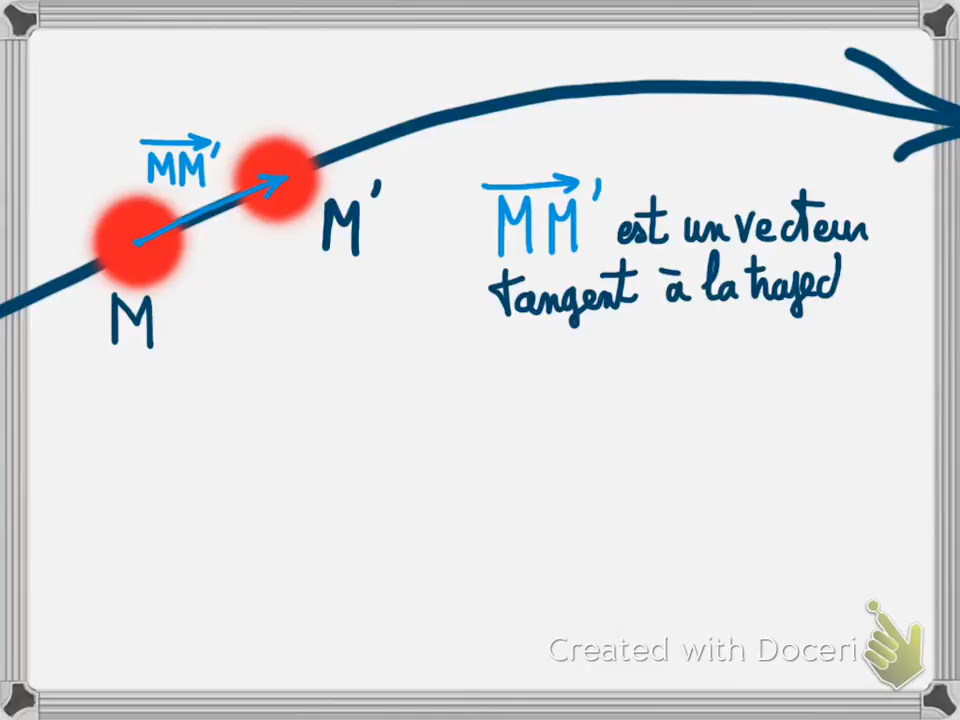 MM'
M'
M
MM' est un vecteur
tangent à la traject
Created with Doceri